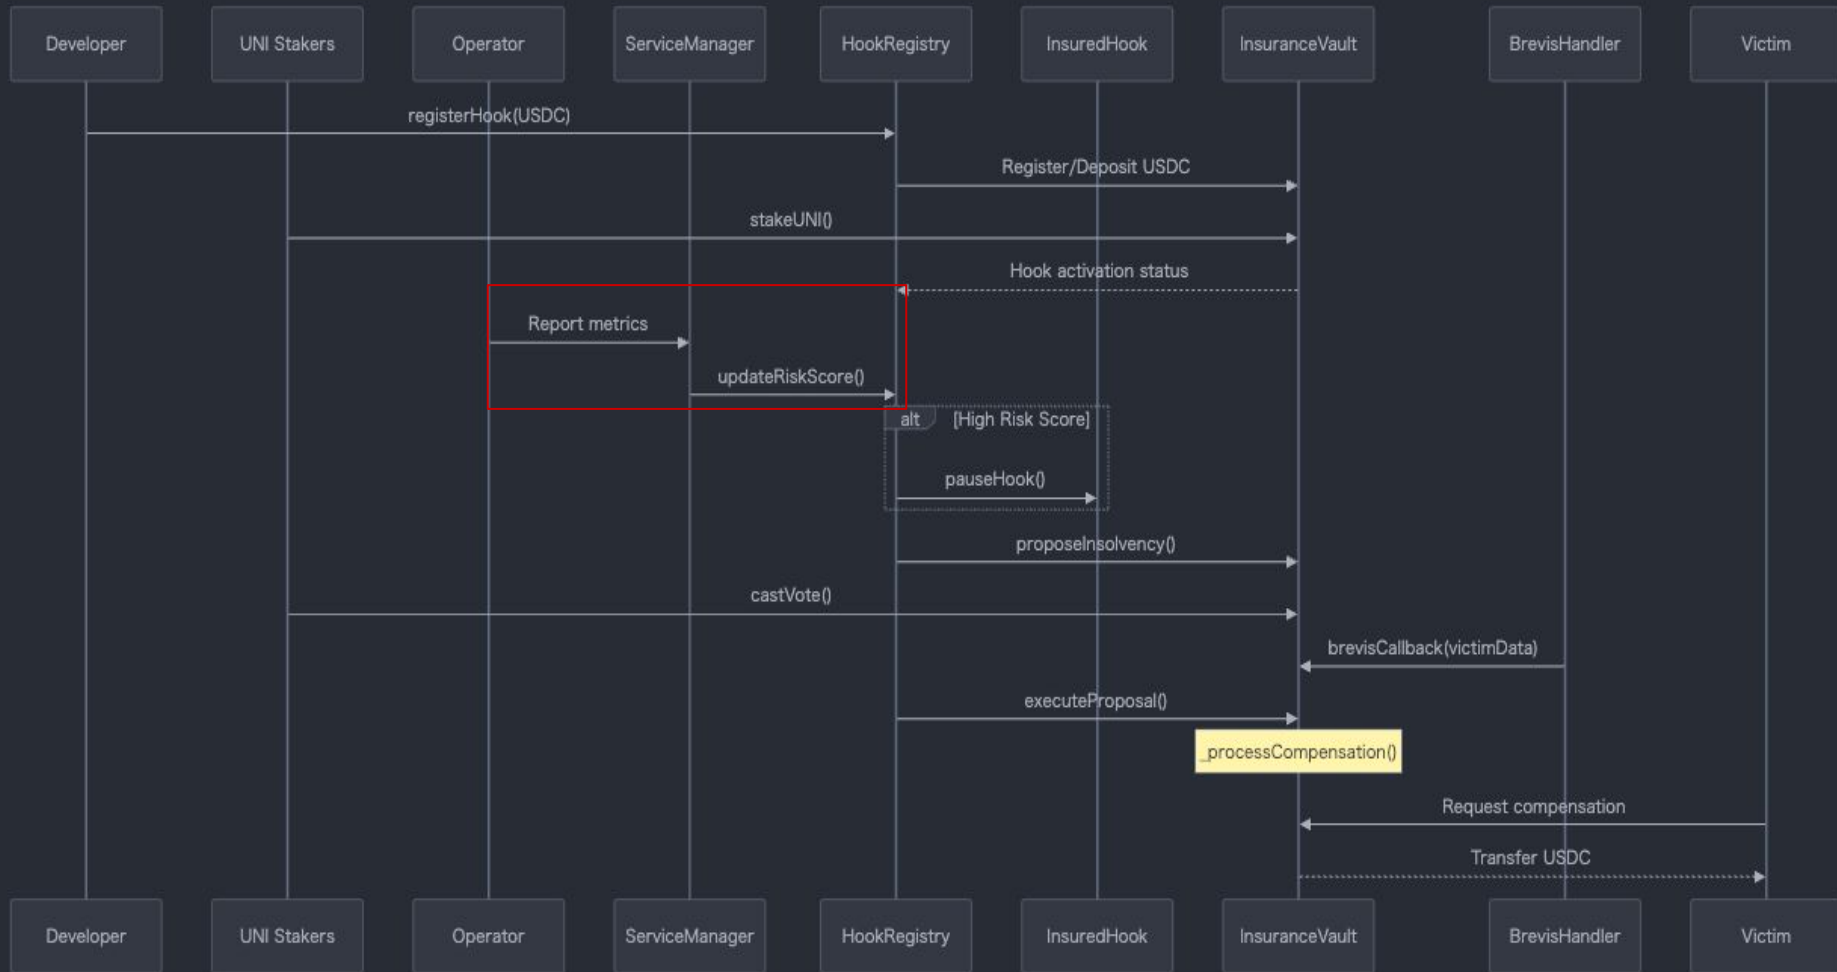 Developer
UNI Stakers
Operator
ServiceManager
HookRegistry
InsuredHook
InsuranceVault
BrevisHandler
Victim
registerHook(USDC)
Register/Deposit USDC
stakeUNI()
Hook activation status
Report metrics
updateRiskScore()
alt [High Risk Score]
pauseHook()
proposeInsolvency()
castVote()
brevisCallback(victimData)
executeProposal()
_processCompensation()
Request compensation
Transfer USDC
Developer
UNI Stakers
Operator
ServiceManager
HookRegistry
InsuredHook
InsuranceVault
BrevisHandler
Victim